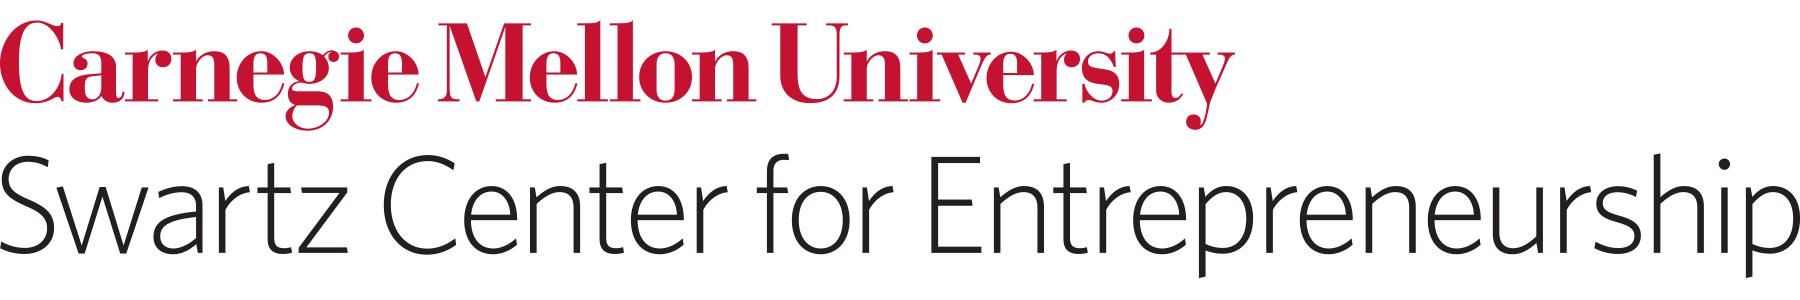 Carnegie Mellon University
Swartz Center for Entrepreneurship